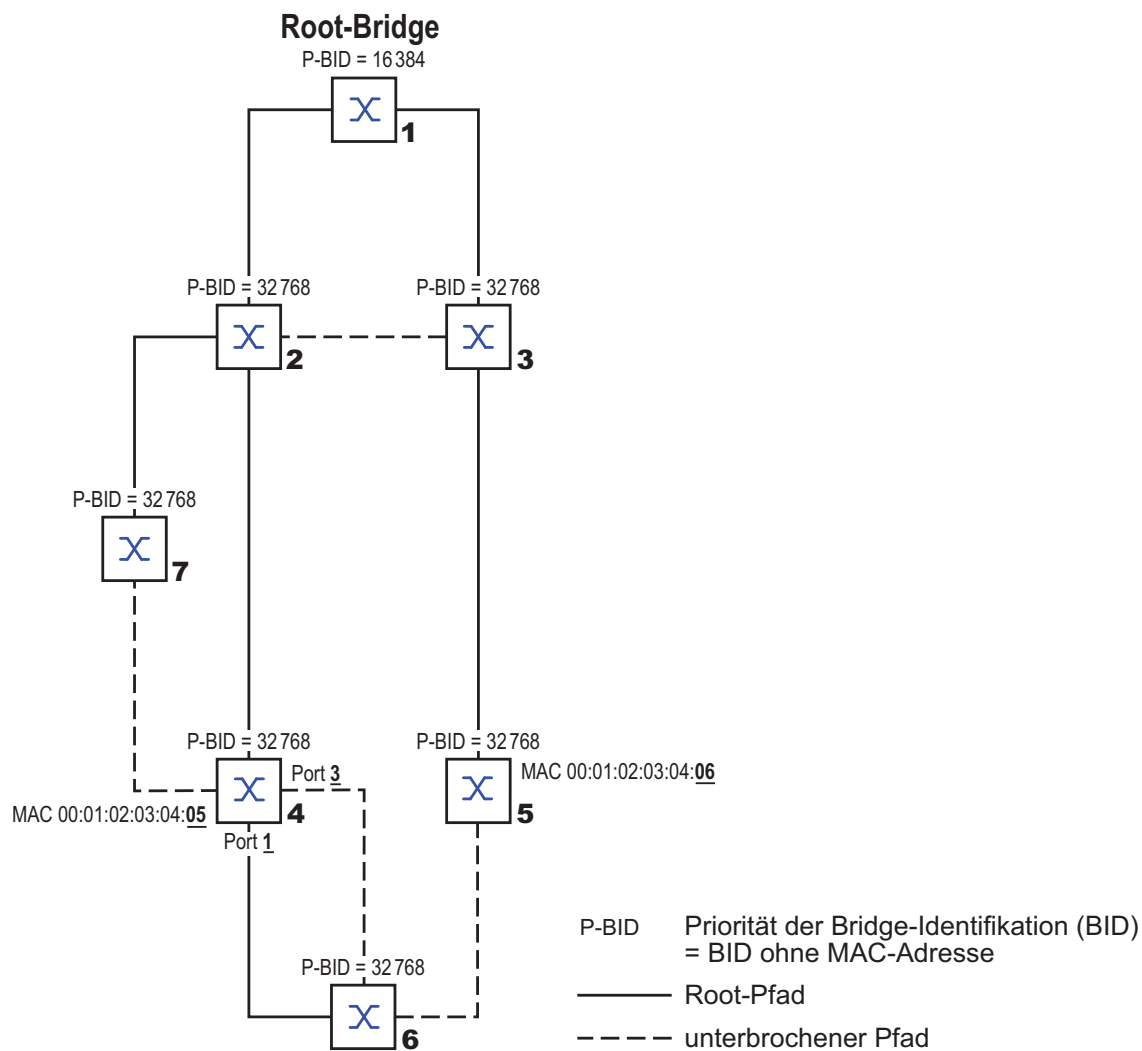 Root-Bridge
P-BID = 16 384
1
P-BID = 32 768
P-BID = 32 768
2
3
P-BID = 32 768
7
P-BID = 32 768
P-BID = 32 768
Port 3
MAC 00:01:02:03:04:06
4
5
MAC 00:01:02:03:04:05
Port 1
P-BID = 32 768
6
P-BID Priorität der Bridge-Identifikation (BID)
= BID ohne MAC-Adresse
Root-Pfad
unterbrochener Pfad